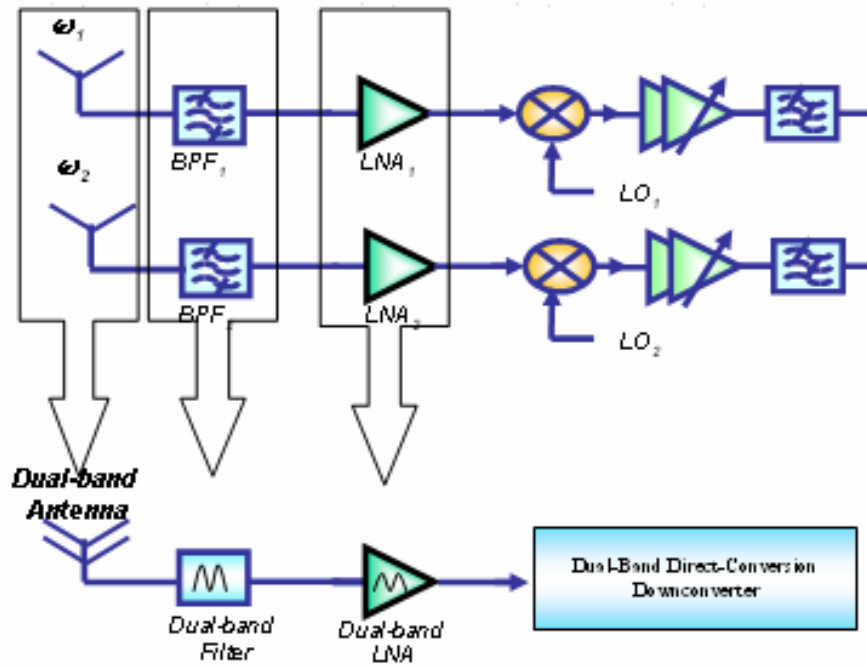 ω1
BPF1
LNA1
LO1
ω2
BPF2
LNA2
LO2
Dual-band
Antenna
Dual-band
Filter
Dual-band
LNA
Dual-Band Direct-Conversion
Downconverter